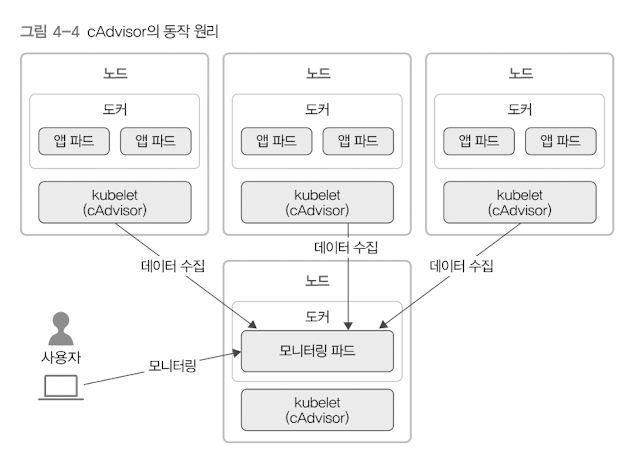 그림 4-4 cAdvisor의 동작 원리
노드
도커
앱 파드
앱 파드
kubelet
(cAdvisor)
노드
도커
앱 파드
앱 파드
kubelet
(cAdvisor)
노드
도커
앱 파드
앱 파드
kubelet
(cAdvisor)
데이터 수집
데이터 수집
데이터 수집
노드
도커
모니터링 파드
kubelet
(cAdvisor)
사용자
모니터링